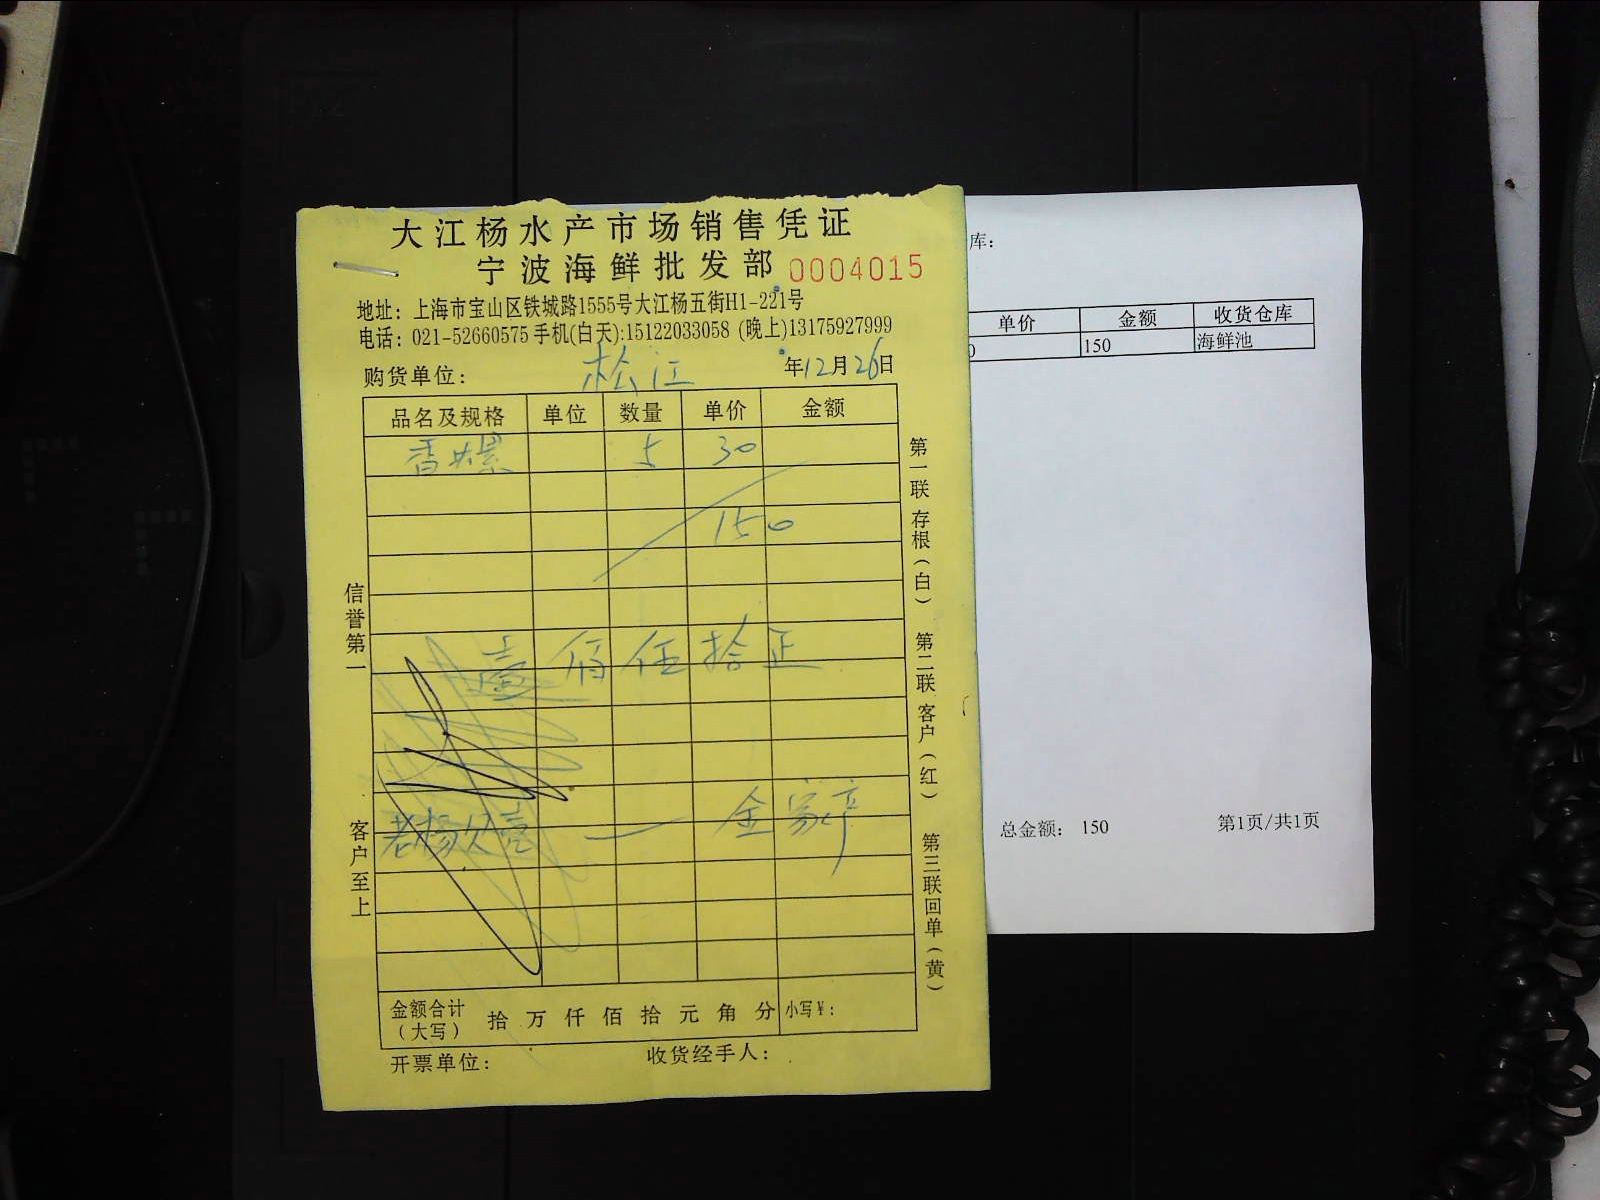 大江杨水产市场销售凭证
宁波海鲜批发部 0004015
地址：上海市宝山区铁城路1555号大江杨五街H1-221号
电话：021-52660575 手机(白天):15122033058 (晚上)13175927999
购货单位： 松江 年12月26日
品名及规格 单位 数量 单价 金额
香螺 5 30
150
壹佰伍拾正
老杨 — 金家产
金额合计（大写） 拾 万 仟 佰 拾 元 角 分 小写￥：
开票单位： 收货经手人：
信誉第一
客户至上
第一联 存根（白） 第二联 客户（红） 第三联 回单（黄）
库：
单价 金额 收货仓库
0 150 海鲜池
总金额： 150 第1页/共1页